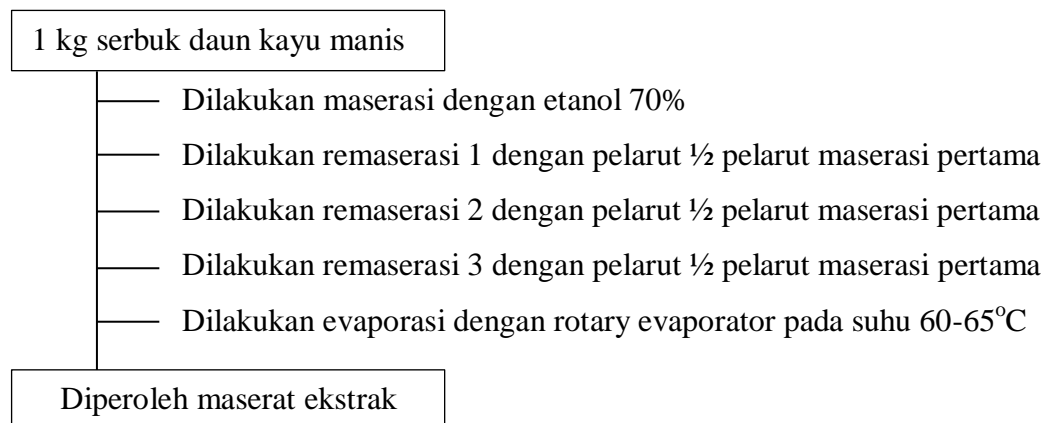 1 kg serbuk daun kayu manis
Dilakukan maserasi dengan etanol 70%
Dilakukan remaserasi 1 dengan pelarut ½ pelarut maserasi pertama
Dilakukan remaserasi 2 dengan pelarut ½ pelarut maserasi pertama
Dilakukan remaserasi 3 dengan pelarut ½ pelarut maserasi pertama
Dilakukan evaporasi dengan rotary evaporator pada suhu 60-65°C
Diperoleh maserat ekstrak